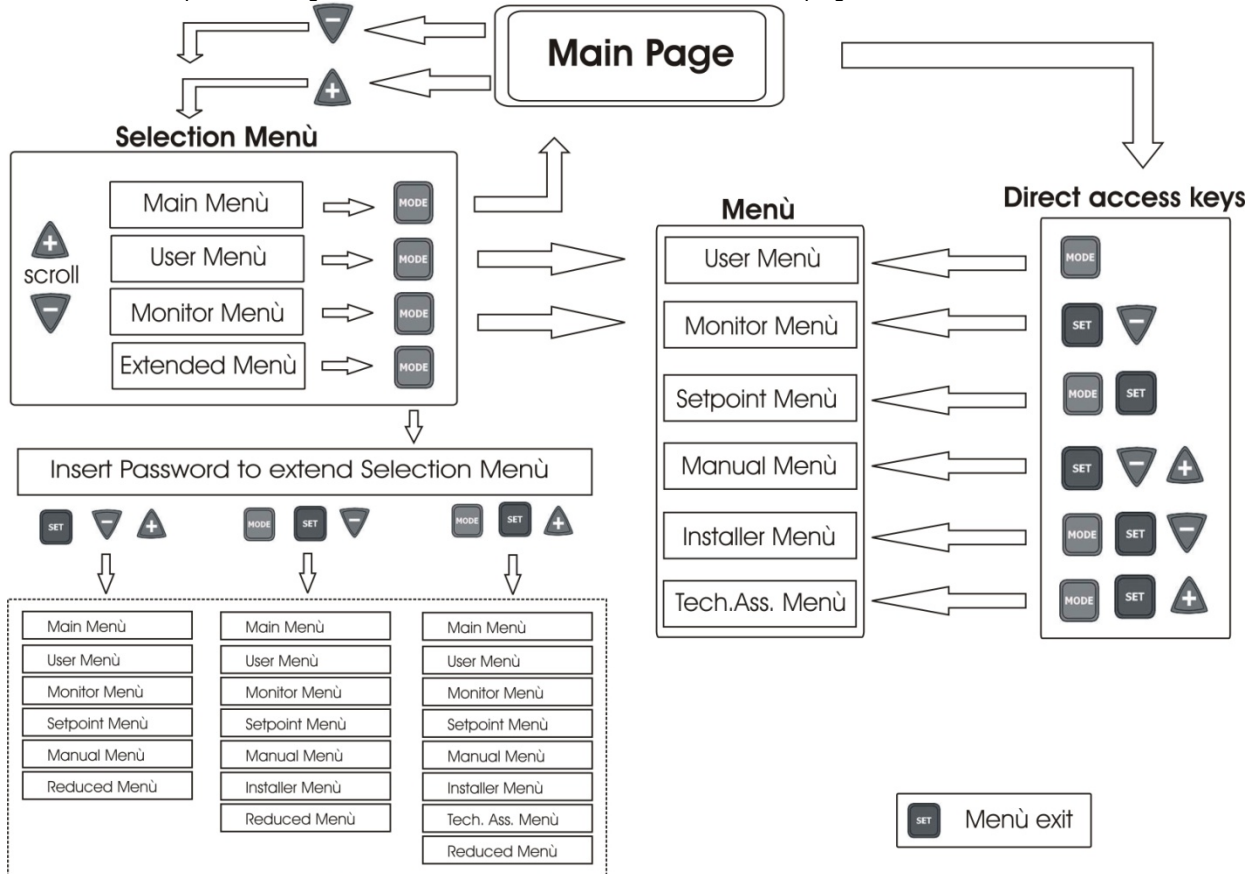 Main Page
Selection Menù
Main Menù
MODE
User Menù
MODE
scroll
Monitor Menù
MODE
Extended Menù
MODE
Insert Password to extend Selection Menù
SET
MODE SET
MODE SET
Main Menù
User Menù
Monitor Menù
Setpoint Menù
Manual Menù
Reduced Menù
Main Menù
User Menù
Monitor Menù
Setpoint Menù
Manual Menù
Installer Menù
Reduced Menù
Main Menù
User Menù
Monitor Menù
Setpoint Menù
Manual Menù
Installer Menù
Tech. Ass. Menù
Reduced Menù
Menù
User Menù
Monitor Menù
Setpoint Menù
Manual Menù
Installer Menù
Tech.Ass. Menù
Direct access keys
MODE
SET
MODE SET
SET
MODE SET
MODE SET
SET Menù exit